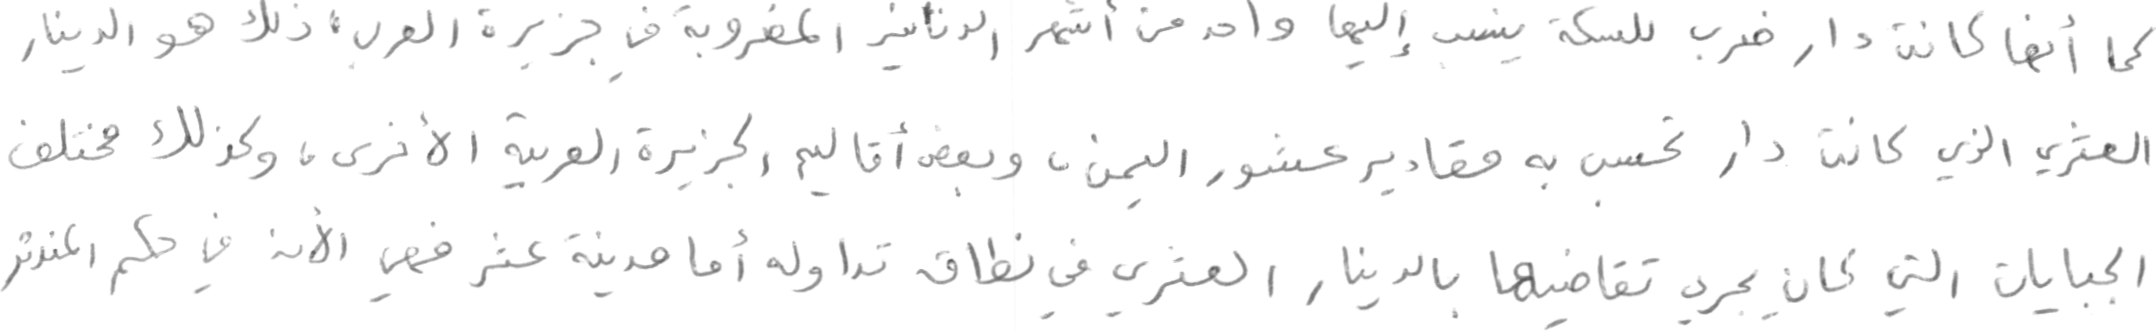 كما أنها كانت دار ضرب للسكة ينسب إليها واحد من أشهر الدنانير المضروبة في جزيرة العرب، ذلك هو الدينار
العثري الذي كانت دار تحسب به مقادير عشور اليمن، وبعض أقاليم الجزيرة العربية الأخرى، وكذلك مختلف
الجبايات التي كان يجري تقاضيها بالدينار العثري في نطاق تداوله أما مدينة عثر فهي الأن في حكم المندثر